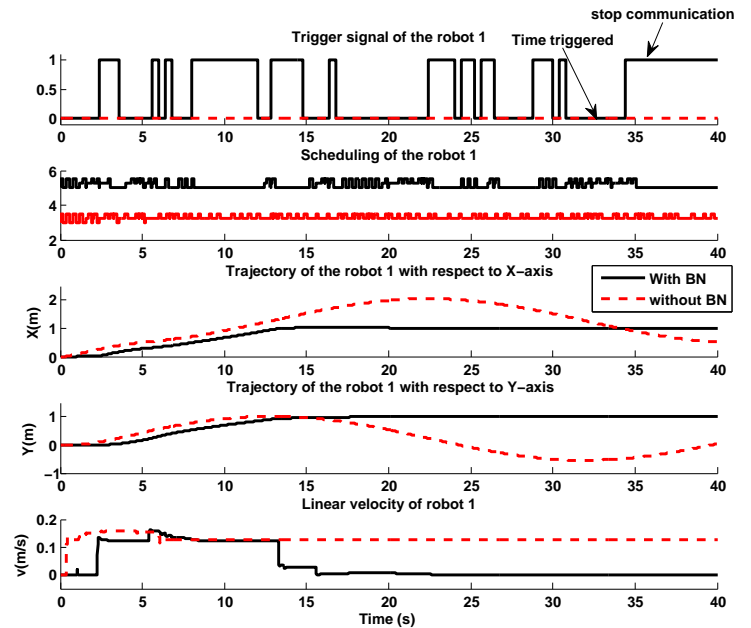 stop communication
Trigger signal of the robot 1
Time triggered
1
0.5
0
0 5 10 15 20 25 30 35 40
Scheduling of the robot 1
6
4
2
0 5 10 15 20 25 30 35 40
Trajectory of the robot 1 with respect to X−axis
With BN
without BN
X(m)
2
1
0
0 5 10 15 20 25 30 35 40
Trajectory of the robot 1 with respect to Y−axis
Y(m)
1
0
−1
0 5 10 15 20 25 30 35 40
Linear velocity of robot 1
v(m/s)
0.2
0.1
0
0 5 10 15 20 25 30 35 40
Time (s)